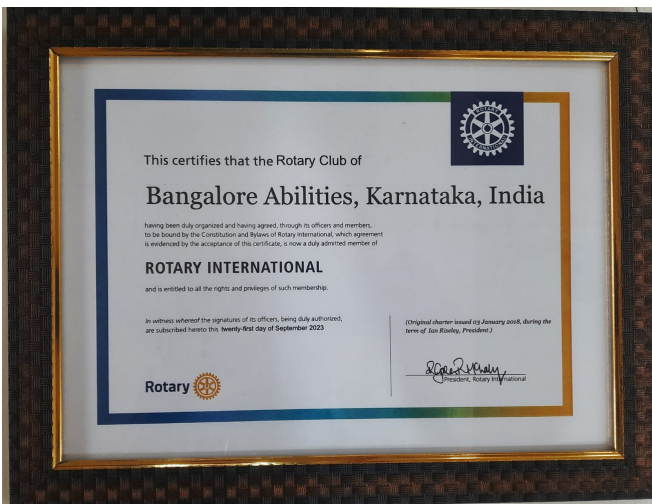 ROTARY
INTERNATIONAL
This certifies that the Rotary Club of
Bangalore Abilities, Karnataka, India
having been duly organized and having agreed, through its officers and members,
to be bound by the Constitution and Bylaws of Rotary International, which agreement
is evidenced by the acceptance of this certificate, is now a duly admitted member of
ROTARY INTERNATIONAL
and is entitled to all the rights and privileges of such membership.
In witness whereof the signatures of its officers, being duly authorized,
are subscribed hereto this twenty-first day of September 2023
(Original charter issued 03 January 2018, during the
term of Ian Riseley, President.)
President, Rotary International
Rotary